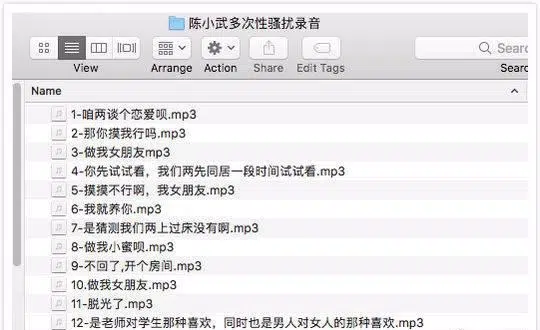 陈小武多次性骚扰录音
View
Arrange
Action
Share
Edit Tags
Sear
Searc
Name
1-咱两谈个恋爱呗.mp3
2-那你摸我行吗.mp3
3-做我女朋友mp3
4-你先试试看，我们两先同居一段时间试试看.mp3
5-摸摸不行啊，我女朋友.mp3
6-我就养你.mp3
7-是猜测我们两上过床没有啊.mp3
8-做我小蜜呗.mp3
9-不回了,开个房间.mp3
10.做我女朋友.mp3
11-脱光了.mp3
12-是老师对学生那种喜欢，同时也是男人对女人的那种喜欢.mp3